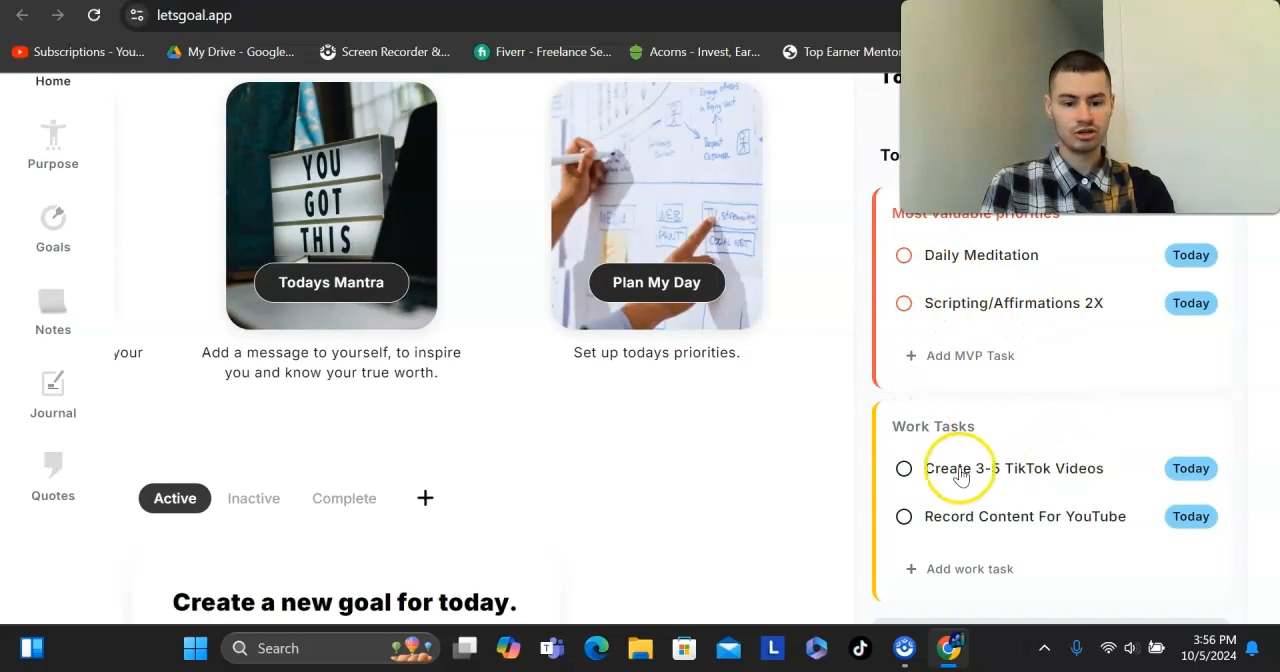 letsgoal.app
Subscriptions - You...
My Drive - Google...
Screen Recorder &...
Fiverr - Freelance Se...
Acorns - Invest, Ear...
Top Earner Mentor
Home
Purpose
Goals
Notes
Journal
Quotes
YOU
GOT
THIS
Todays Mantra
your
Add a message to yourself, to inspire
you and know your true worth.
Plan My Day
Set up todays priorities.
Active
Inactive
Complete
+
Create a new goal for today.
Most valuable priorities
Daily Meditation
Today
Scripting/Affirmations 2X
Today
+ Add MVP Task
Work Tasks
Create 3-5 TikTok Videos
Today
Record Content For YouTube
Today
+ Add work task
Search
3:56 PM
10/5/2024